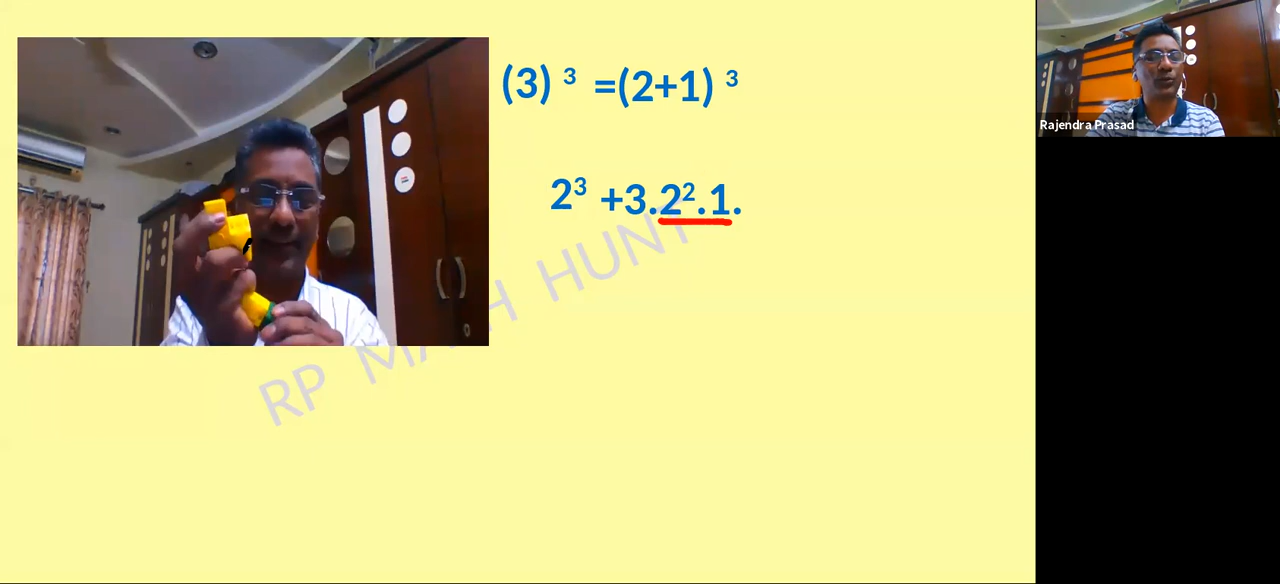 (3) ³ =(2+1) ³
2³ +3.2².1.
RP MATH HUNT
Rajendra Prasad